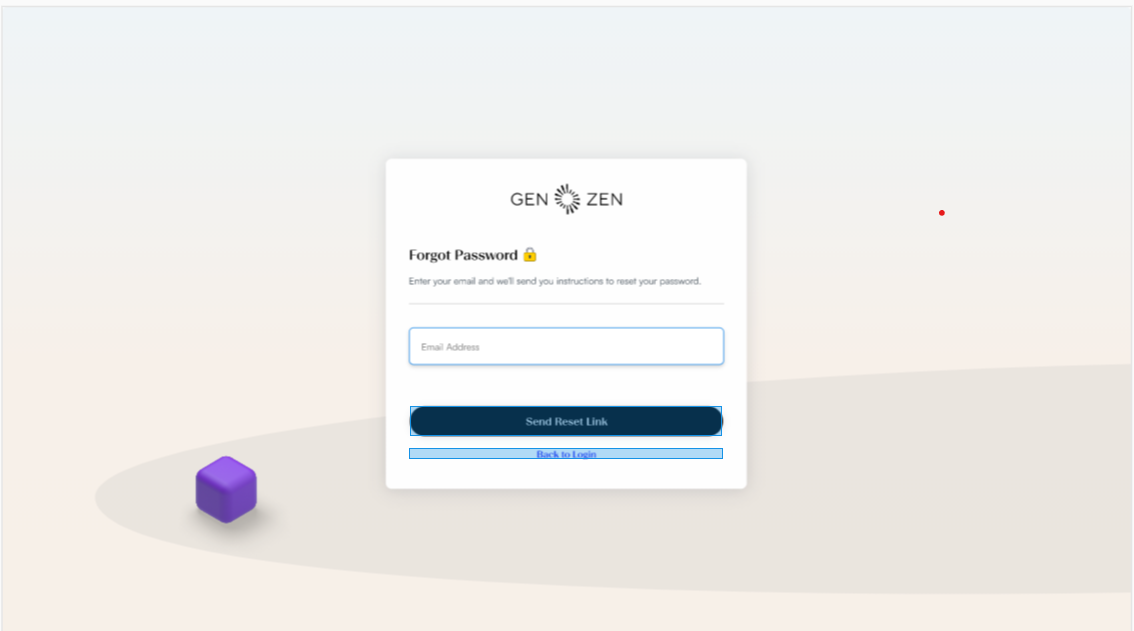 GEN ZEN
Forgot Password 🔒
Enter your email and we'll send you instructions to reset your password.
Email Address
Send Reset Link
Back to Login